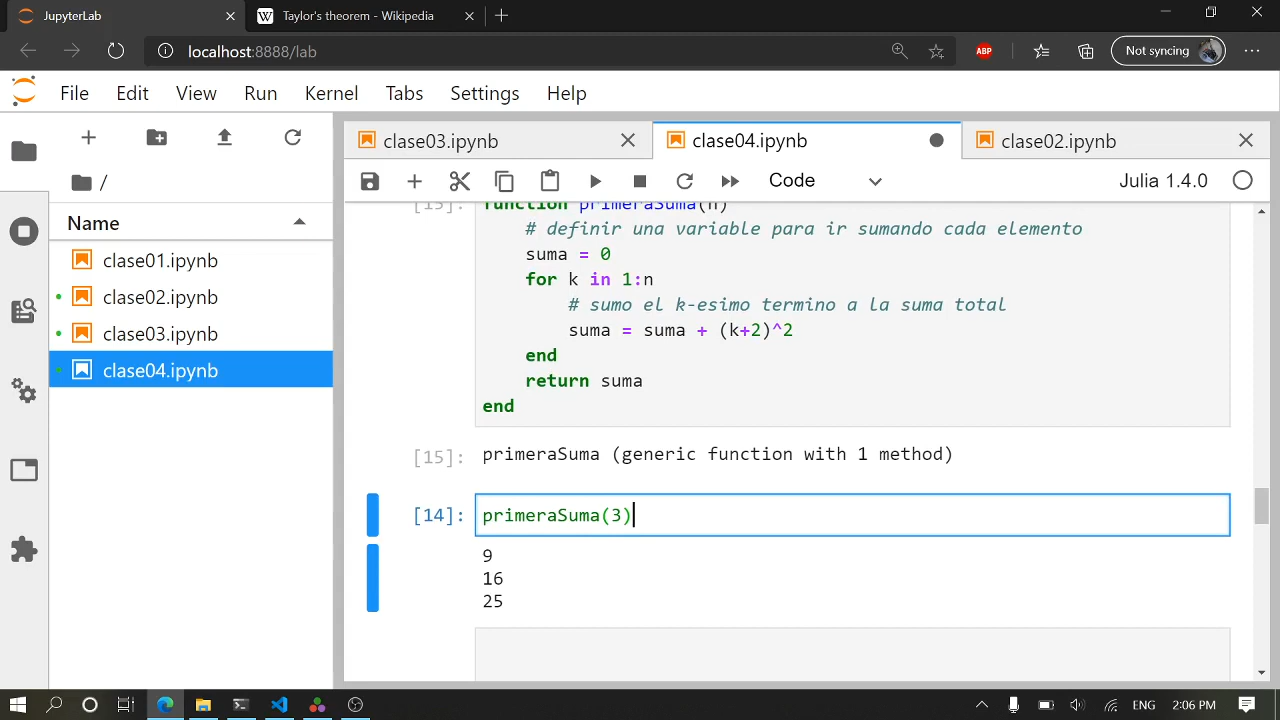 JupyterLab
Taylor's theorem - Wikipedia
localhost:8888/lab
ABP
Not syncing
File Edit View Run Kernel Tabs Settings Help
/
Name
clase01.ipynb
clase02.ipynb
clase03.ipynb
clase04.ipynb
clase03.ipynb
clase04.ipynb
clase02.ipynb
Code
Julia 1.4.0
[15]: function primeraSuma(n)
# definir una variable para ir sumando cada elemento
suma = 0
for k in 1:n
# sumo el k-esimo termino a la suma total
suma = suma + (k+2)^2
end
return suma
end
[15]: primeraSuma (generic function with 1 method)
[14]: primeraSuma(3)
9
16
25
ENG 2:06 PM